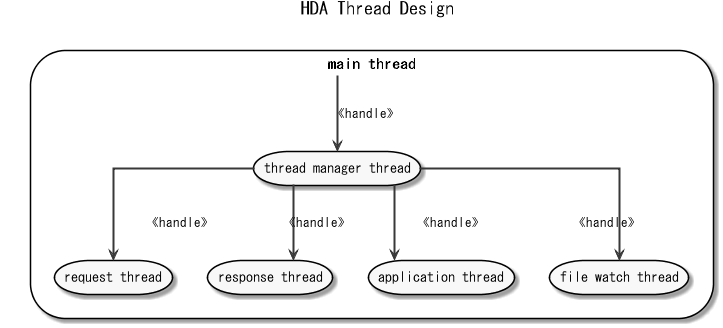 HDA Thread Design
main thread
《handle》
thread manager thread
《handle》 《handle》 《handle》 《handle》
request thread response thread application thread file watch thread